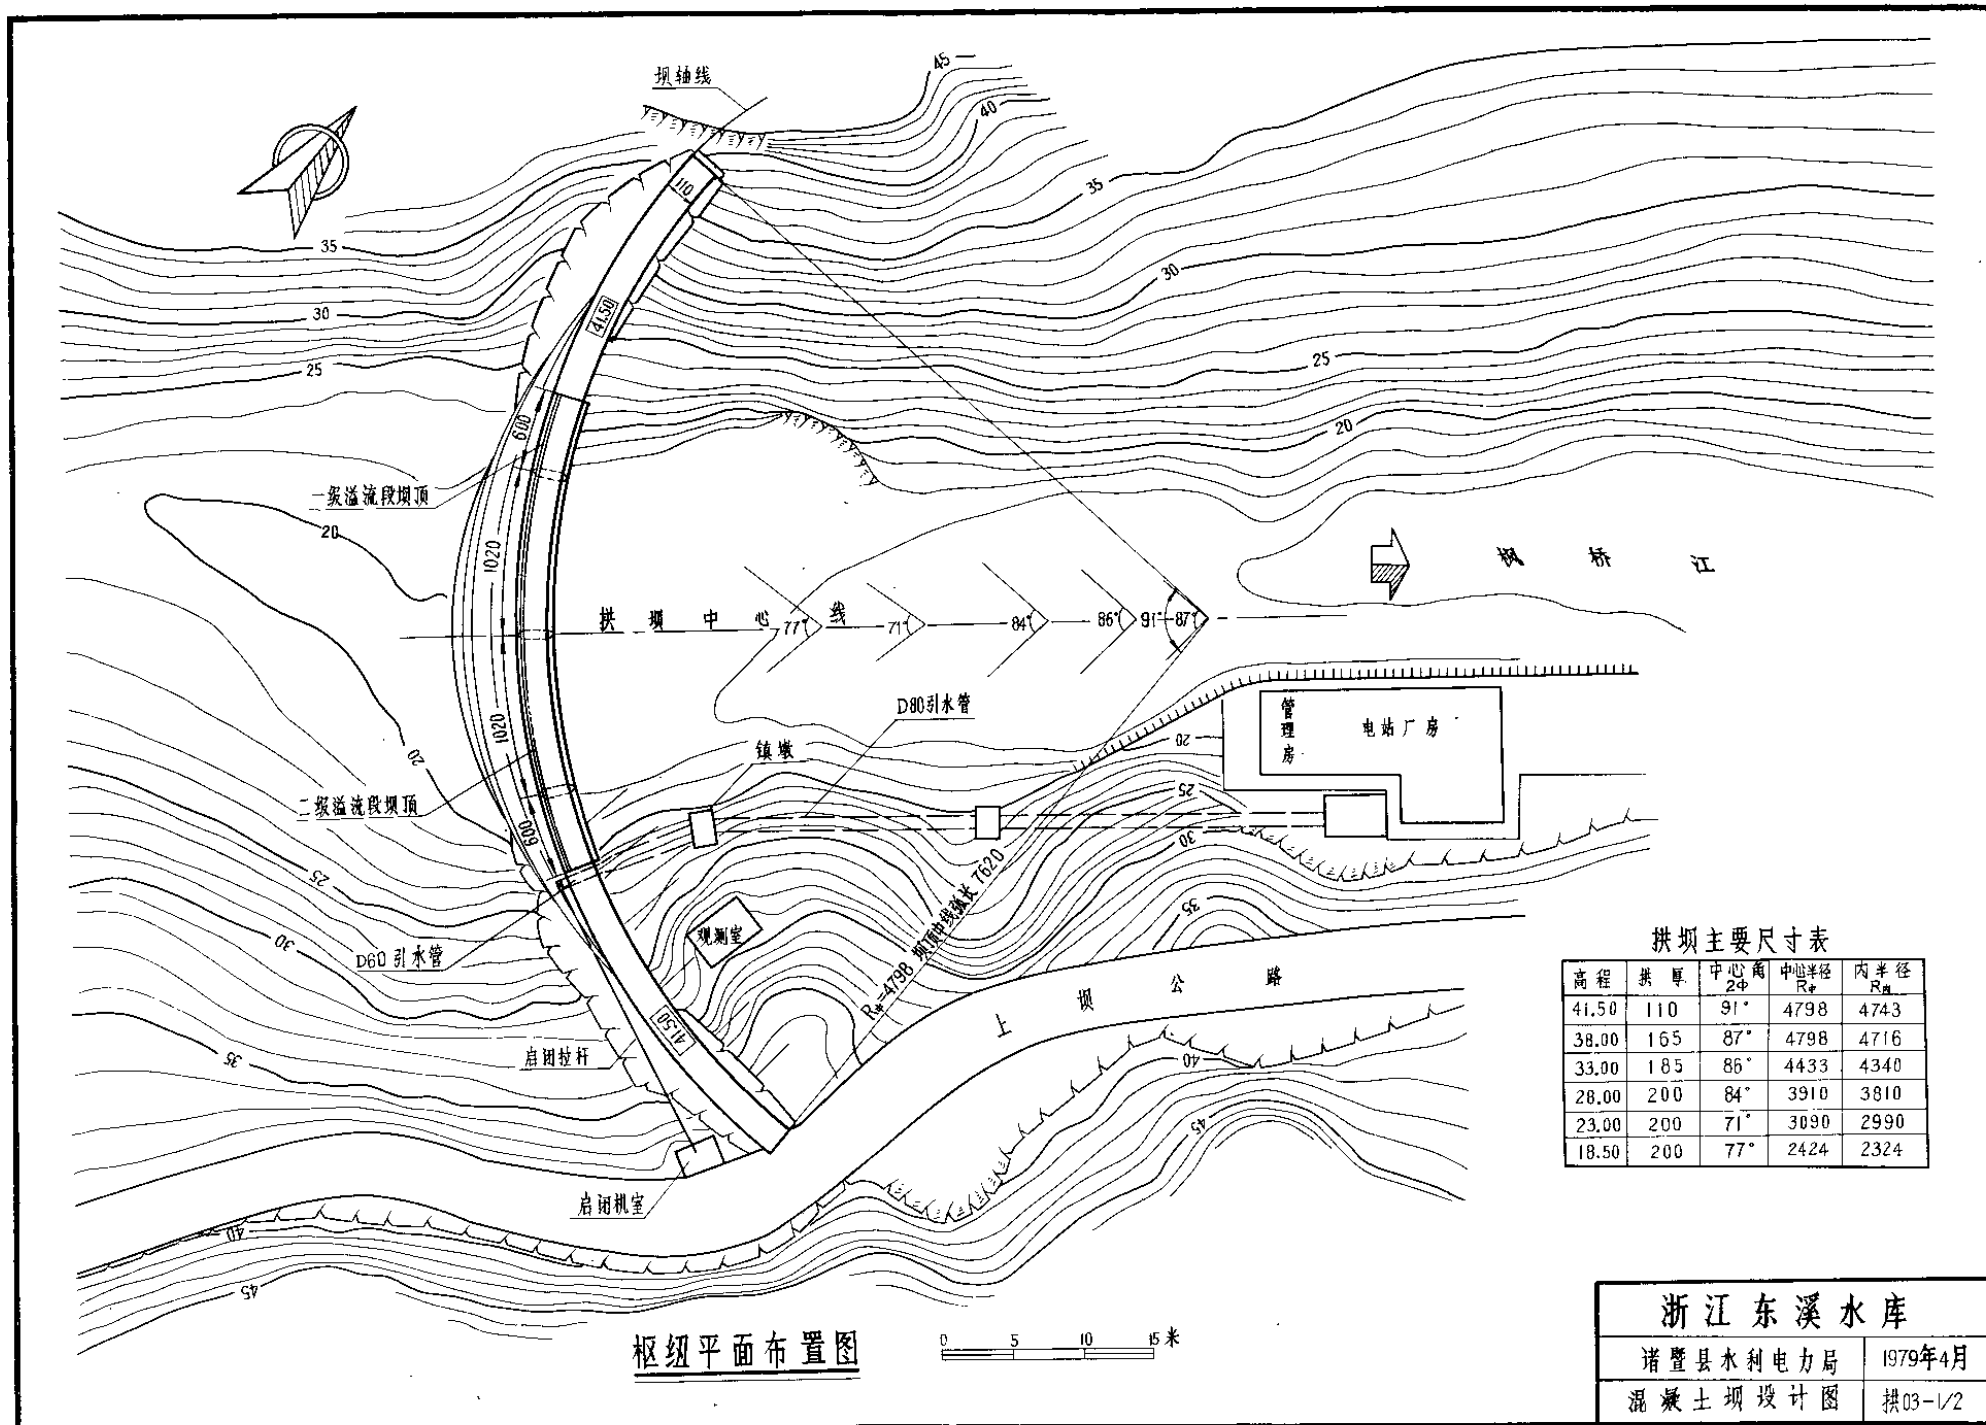 坝轴线
45
40
110
35
35
30
30
41.50
25
25
600
20
一级溢流段坝顶
20
1020
枫桥江
拱坝中心线
77°
71°
84°
86°
91°
87°
1020
D80引水管
管理房
电站厂房
20
镇墩
20
二级溢流段坝顶
600
25
30
25
35
30
观测室
D60引水管
R中=4798 坝顶中线弧长 7620
上坝公路
41.50
35
启闭拉杆
40
45
启闭机室
40
45
拱坝主要尺寸表
高程 拱厚 中心角2Φ 中心半径R中 内半径R内
41.50 110 91° 4798 4743
38.00 165 87° 4798 4716
33.00 185 86° 4433 4340
28.00 200 84° 3910 3810
23.00 200 71° 3090 2990
18.50 200 77° 2424 2324
枢纽平面布置图
0 5 10 15米
浙江东溪水库
诸暨县水利电力局 1979年4月
混凝土坝设计图 拱03-1/2